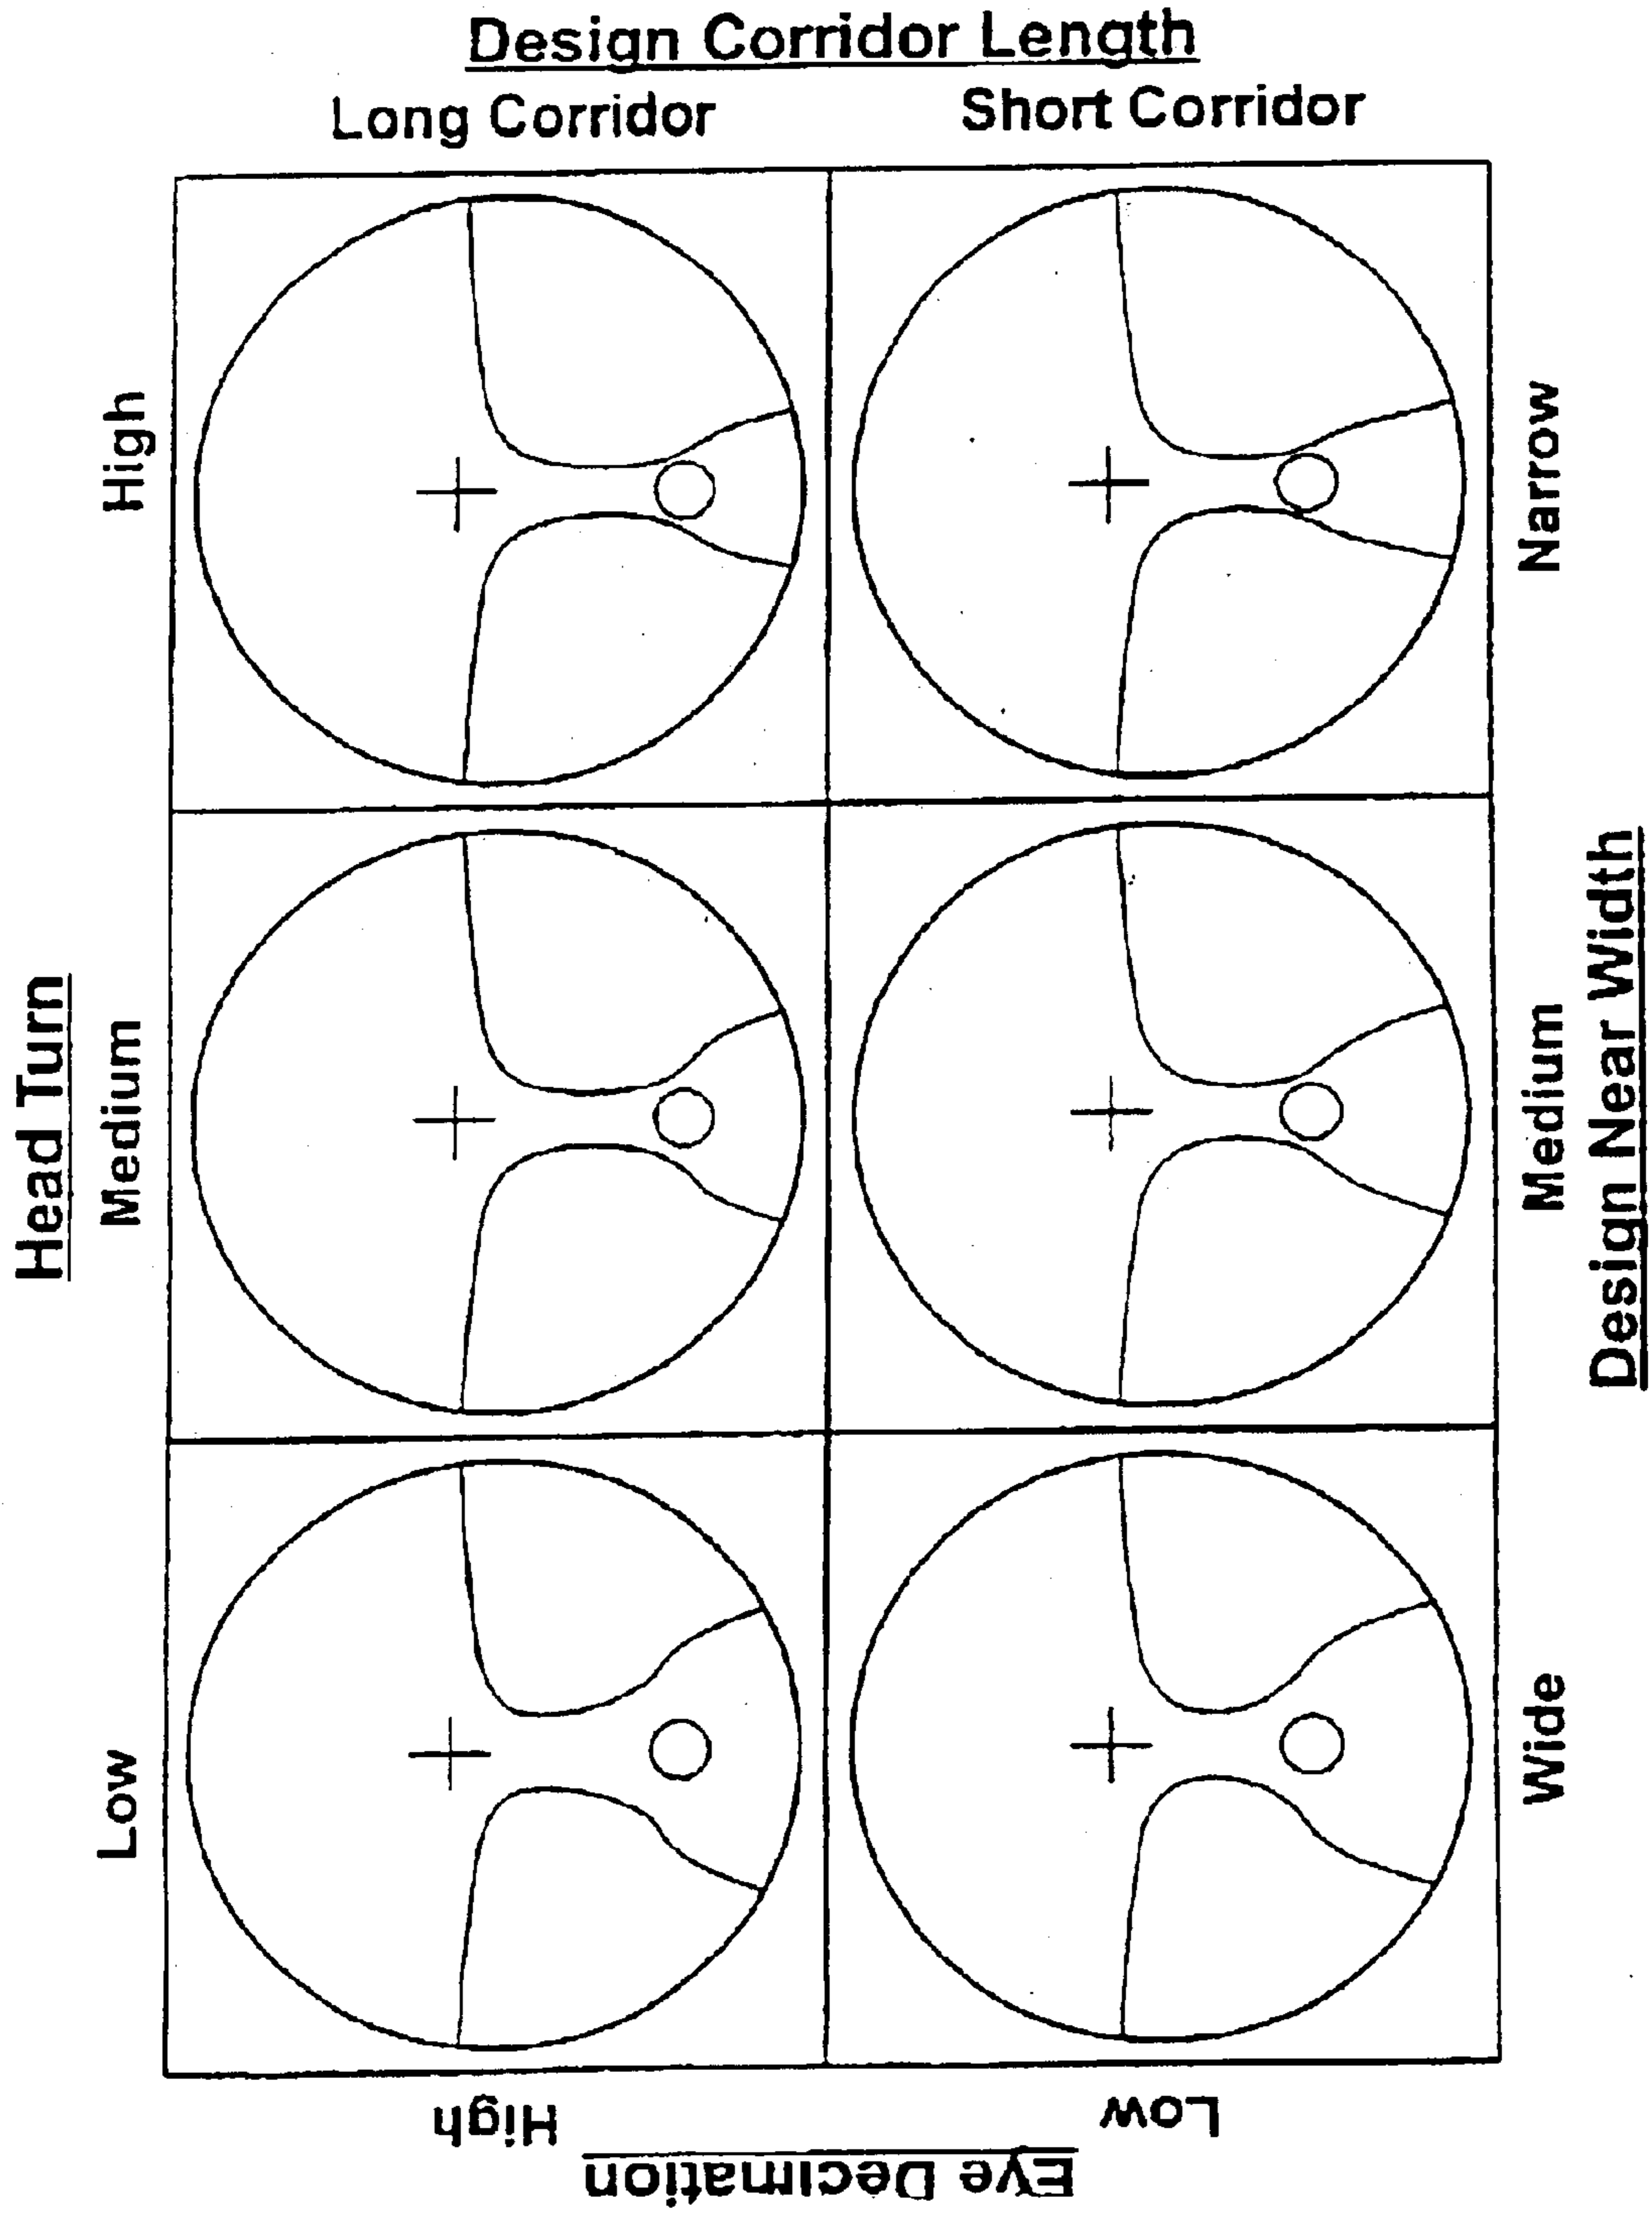 Design Corridor Length
Long Corridor
Short Corridor
Head Turn
High
Medium
Low
Narrow
Medium
Wide
Design Near Width
High
Low
Eye Decimation